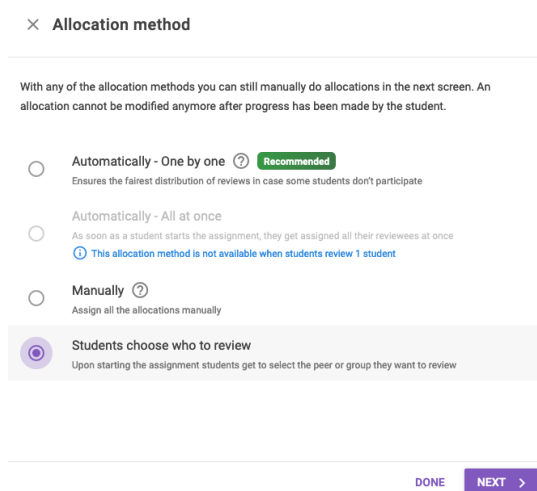 Allocation method
With any of the allocation methods you can still manually do allocations in the next screen. An
allocation cannot be modified anymore after progress has been made by the student.
Automatically - One by one ? Recommended
Ensures the fairest distribution of reviews in case some students don't participate
Automatically - All at once
As soon as a student starts the assignment, they get assigned all their reviewees at once
This allocation method is not available when students review 1 student
Manually ?
Assign all the allocations manually
Students choose who to review
Upon starting the assignment students get to select the peer or group they want to review
DONE NEXT